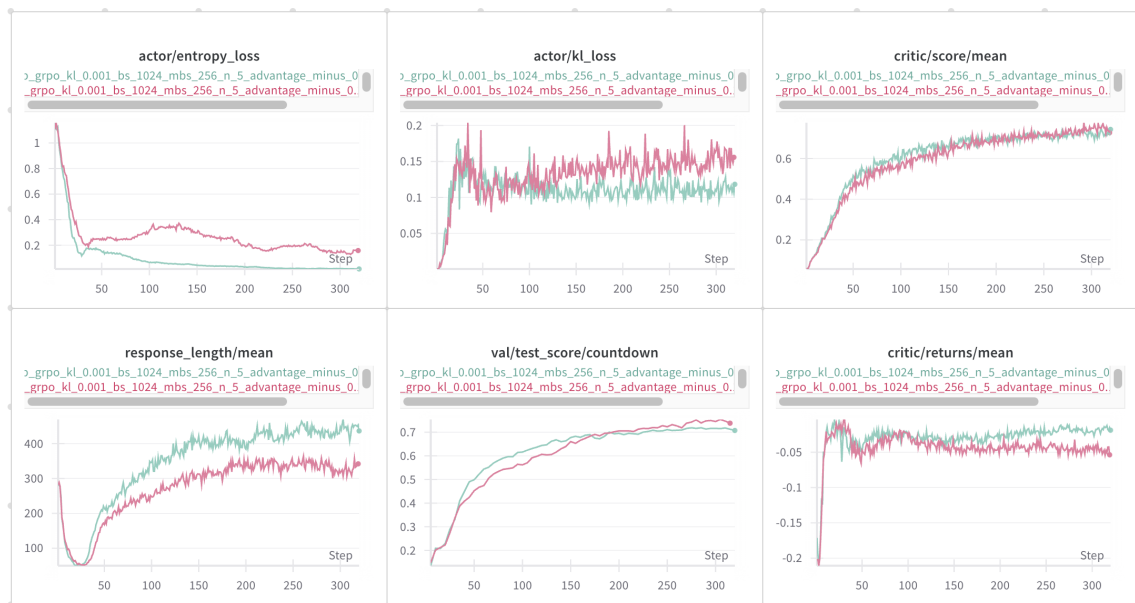 actor/entropy_loss
o_grpo_kl_0.001_bs_1024_mbs_256_n_5_advantage_minus_0
_grpo_kl_0.001_bs_1024_mbs_256_n_5_advantage_minus_0.
1
0.8
0.6
0.4
0.2
Step
50 100 150 200 250 300
actor/kl_loss
o_grpo_kl_0.001_bs_1024_mbs_256_n_5_advantage_minus_0
_grpo_kl_0.001_bs_1024_mbs_256_n_5_advantage_minus_0.
0.2
0.15
0.1
0.05
Step
50 100 150 200 250 300
critic/score/mean
o_grpo_kl_0.001_bs_1024_mbs_256_n_5_advantage_minus_0
_grpo_kl_0.001_bs_1024_mbs_256_n_5_advantage_minus_0.
0.6
0.4
0.2
Step
50 100 150 200 250 300
response_length/mean
o_grpo_kl_0.001_bs_1024_mbs_256_n_5_advantage_minus_0
_grpo_kl_0.001_bs_1024_mbs_256_n_5_advantage_minus_0.
400
300
200
100
Step
50 100 150 200 250 300
val/test_score/countdown
o_grpo_kl_0.001_bs_1024_mbs_256_n_5_advantage_minus_0
_grpo_kl_0.001_bs_1024_mbs_256_n_5_advantage_minus_0.
0.7
0.6
0.5
0.4
0.3
0.2
Step
50 100 150 200 250 300
critic/returns/mean
o_grpo_kl_0.001_bs_1024_mbs_256_n_5_advantage_minus_0
_grpo_kl_0.001_bs_1024_mbs_256_n_5_advantage_minus_0.
-0.05
-0.1
-0.15
-0.2
Step
50 100 150 200 250 300